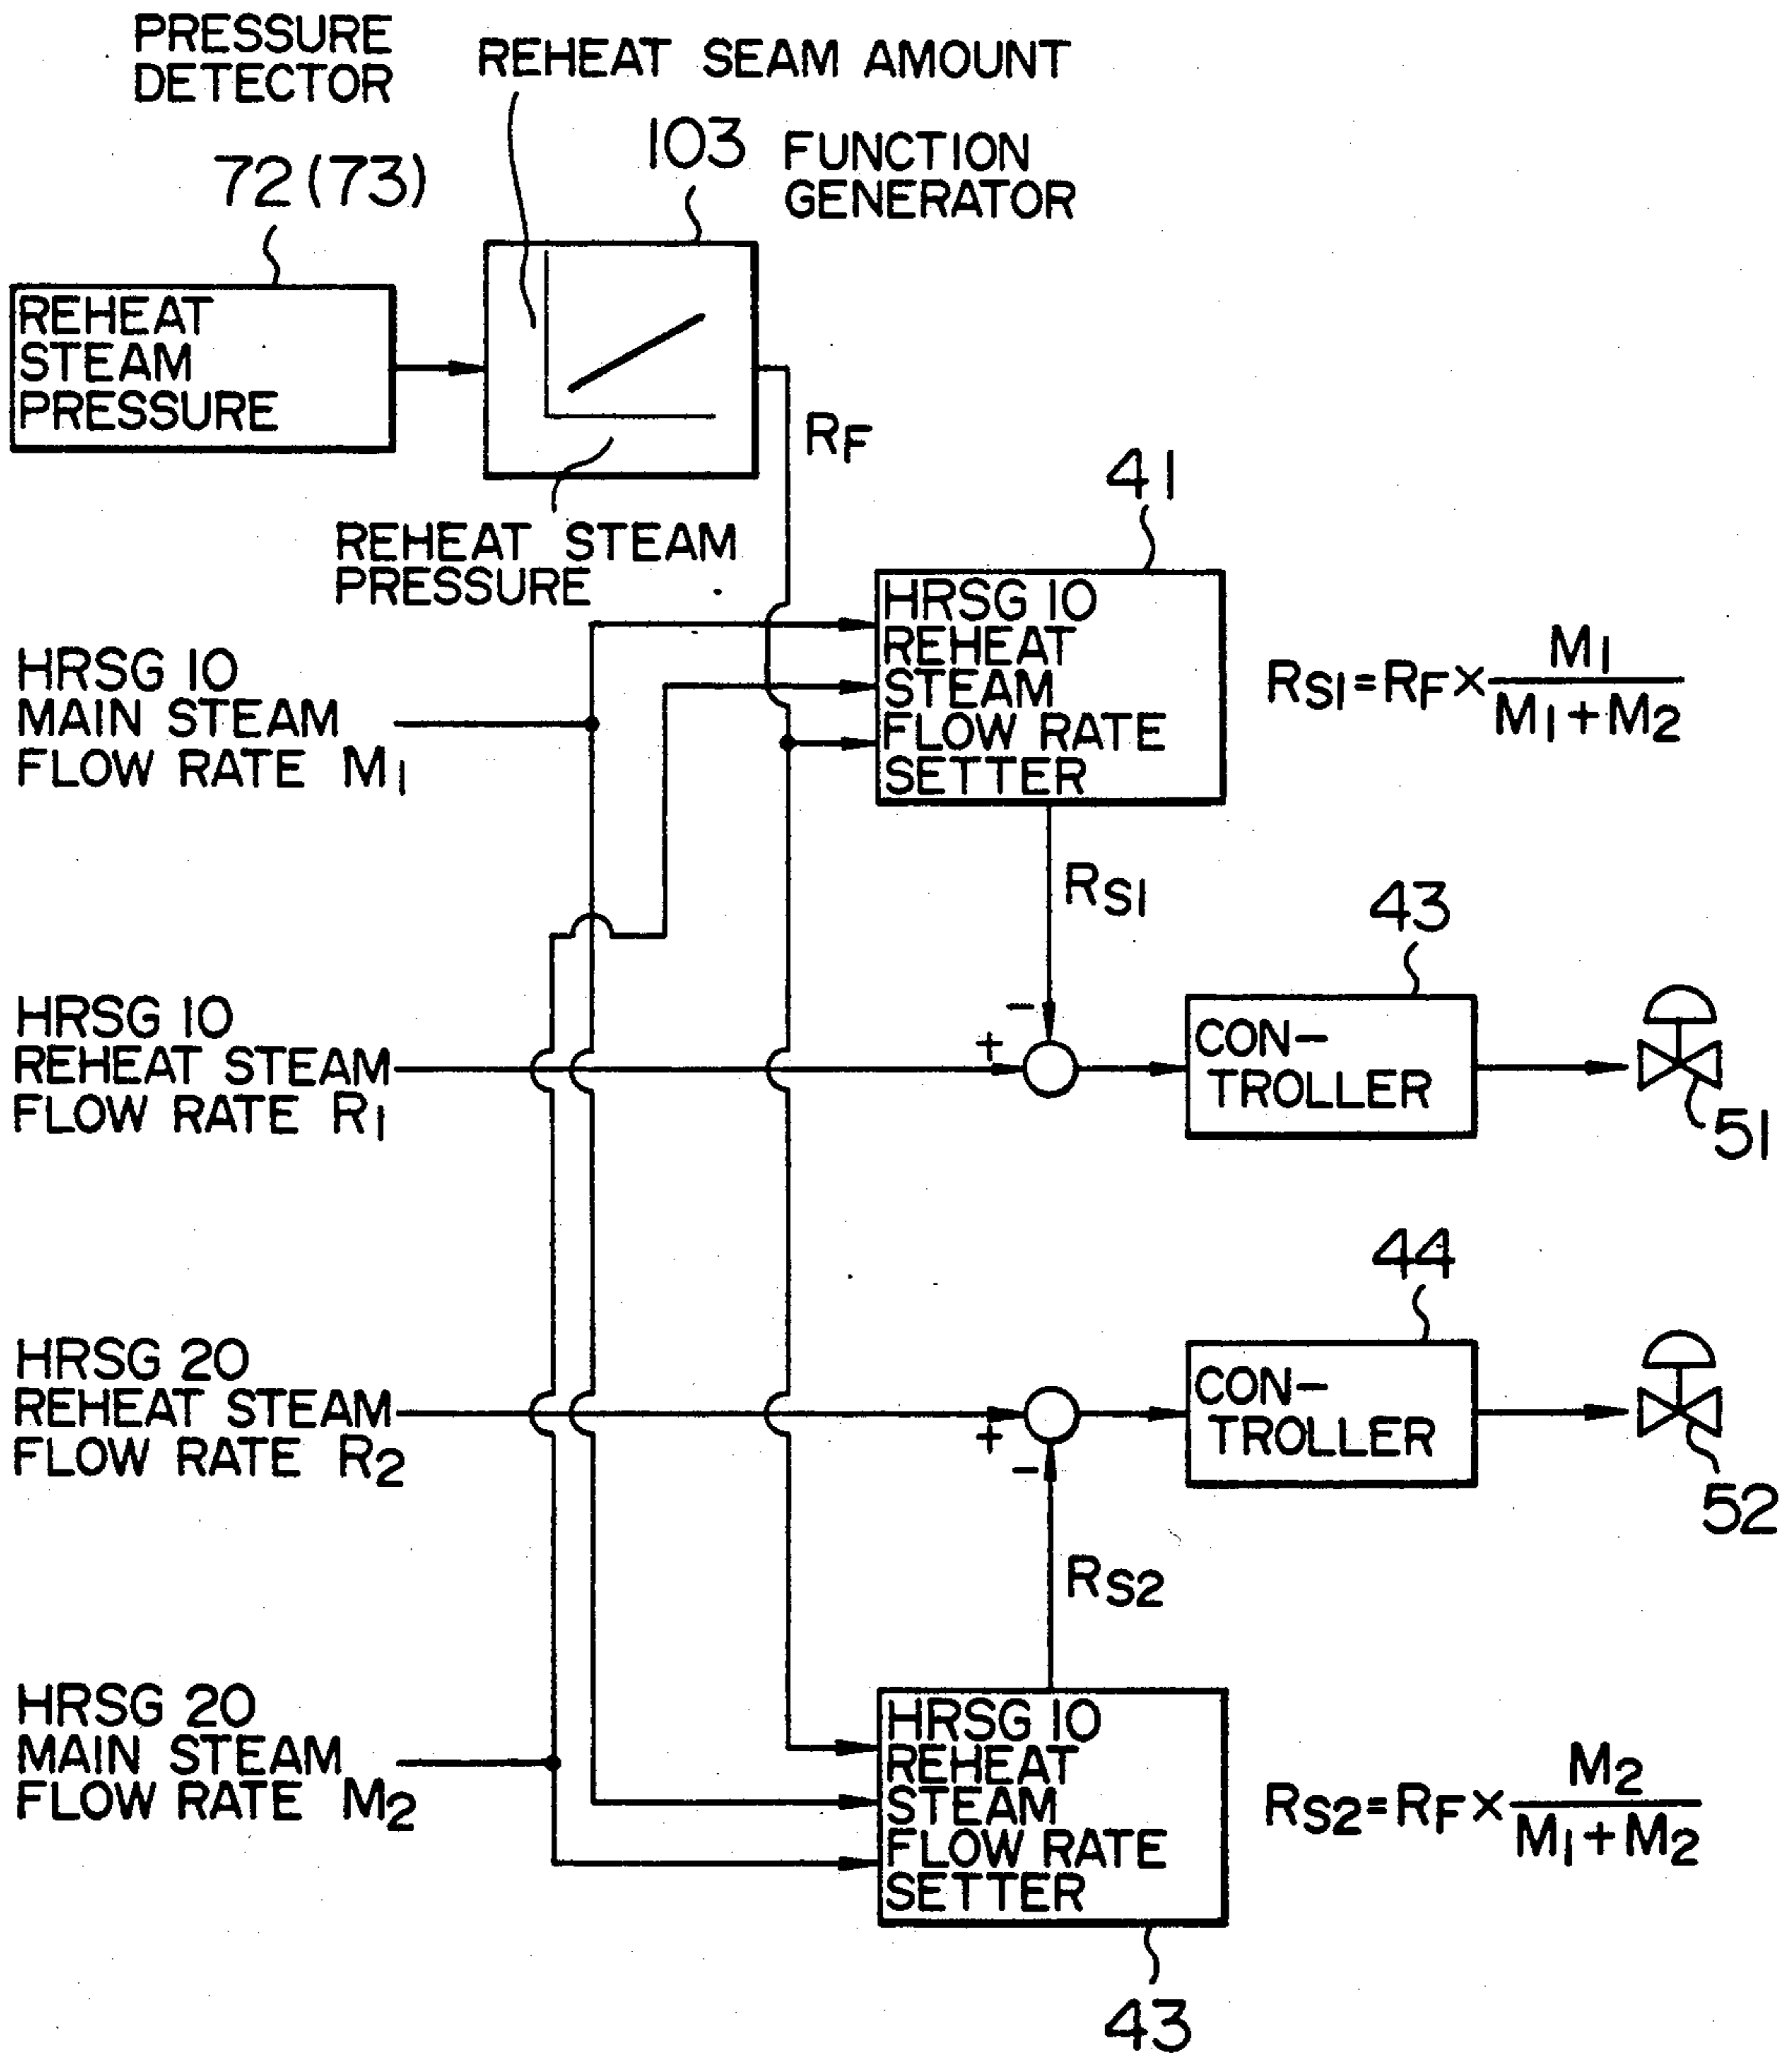 PRESSURE
DETECTOR
72 (73)
REHEAT SEAM AMOUNT
103
FUNCTION
GENERATOR
REHEAT
STEAM
PRESSURE
RF
REHEAT STEAM
PRESSURE
41
HRSG 10
REHEAT
STEAM
FLOW RATE
SETTER
RS1=RF×M1/M1+M2
HRSG 10
MAIN STEAM
FLOW RATE M1
RS1
43
HRSG 10
REHEAT STEAM
FLOW RATE R1
+
−
CON-
TROLLER
51
44
HRSG 20
REHEAT STEAM
FLOW RATE R2
+
−
CON-
TROLLER
52
RS2
HRSG 20
MAIN STEAM
FLOW RATE M2
HRSG 10
REHEAT
STEAM
FLOW RATE
SETTER
RS2=RF×M2/M1+M2
43